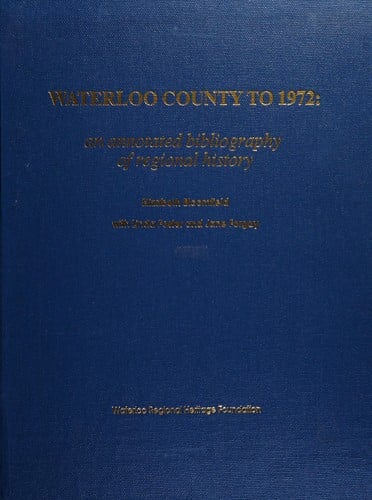 WATERLOO COUNTY TO 1972:
an annotated bibliography
of regional history
Elizabeth Bloomfield
with Linda Foster and Jane Forgay
Waterloo Regional Heritage Foundation